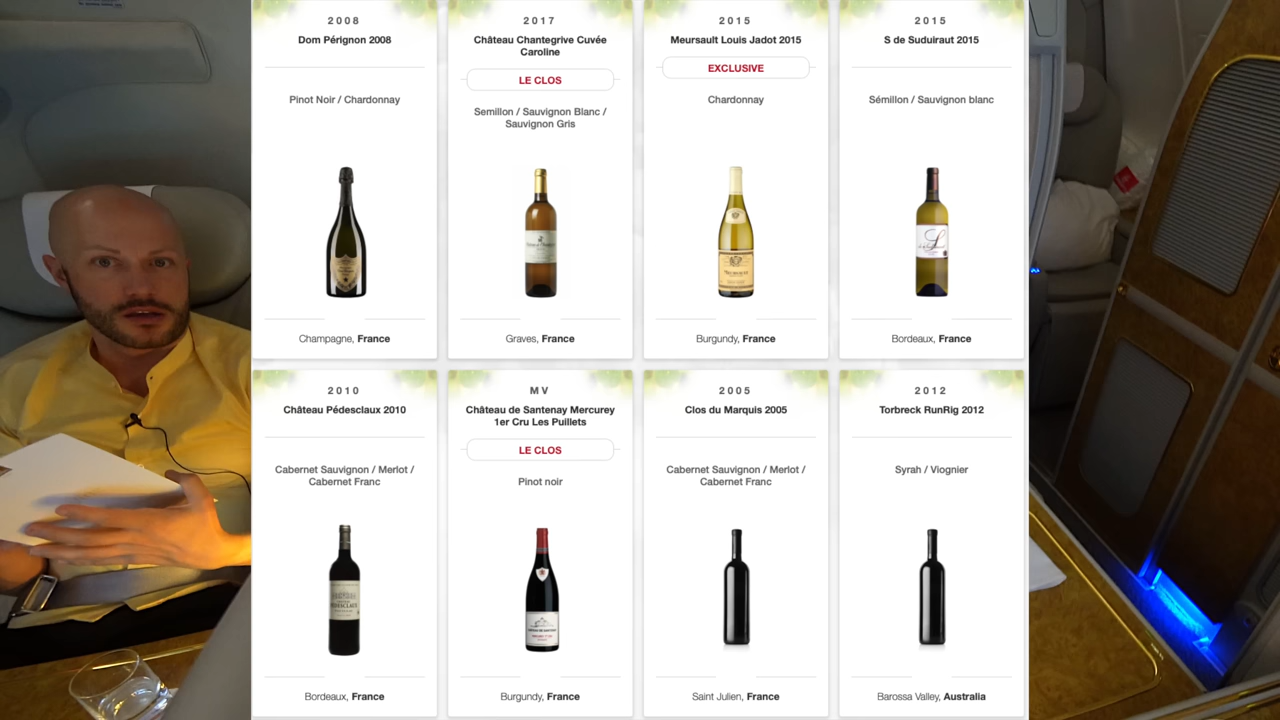 2008
Dom Pérignon 2008
Pinot Noir / Chardonnay
Champagne, France
2017
Château Chantegrive Cuvée
Caroline
LE CLOS
Semillon / Sauvignon Blanc /
Sauvignon Gris
Graves, France
2015
Meursault Louis Jadot 2015
EXCLUSIVE
Chardonnay
Burgundy, France
2015
S de Suduiraut 2015
Sémillon / Sauvignon blanc
Bordeaux, France
2010
Château Pédesclaux 2010
Cabernet Sauvignon / Merlot /
Cabernet Franc
Bordeaux, France
MV
Château de Santenay Mercurey
1er Cru Les Puillets
LE CLOS
Pinot noir
Burgundy, France
2005
Clos du Marquis 2005
Cabernet Sauvignon / Merlot /
Cabernet Franc
Saint Julien, France
2012
Torbreck RunRig 2012
Syrah / Viognier
Barossa Valley, Australia